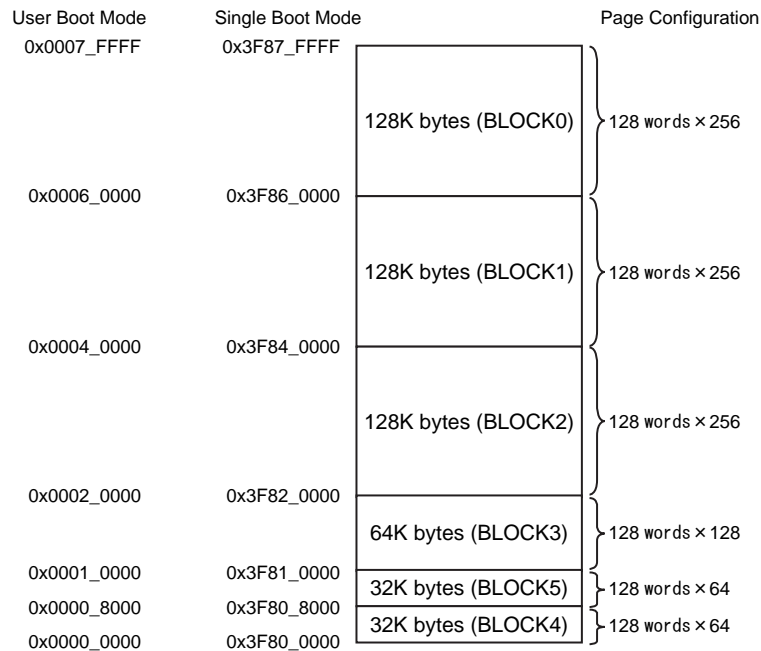 User Boot Mode Single Boot Mode Page Configuration
0x0007_FFFF 0x3F87_FFFF
128K bytes (BLOCK0) 128 words×256
0x0006_0000 0x3F86_0000
128K bytes (BLOCK1) 128 words×256
0x0004_0000 0x3F84_0000
128K bytes (BLOCK2) 128 words×256
0x0002_0000 0x3F82_0000
64K bytes (BLOCK3) 128 words×128
0x0001_0000 0x3F81_0000
32K bytes (BLOCK5) 128 words×64
0x0000_8000 0x3F80_8000
32K bytes (BLOCK4) 128 words×64
0x0000_0000 0x3F80_0000